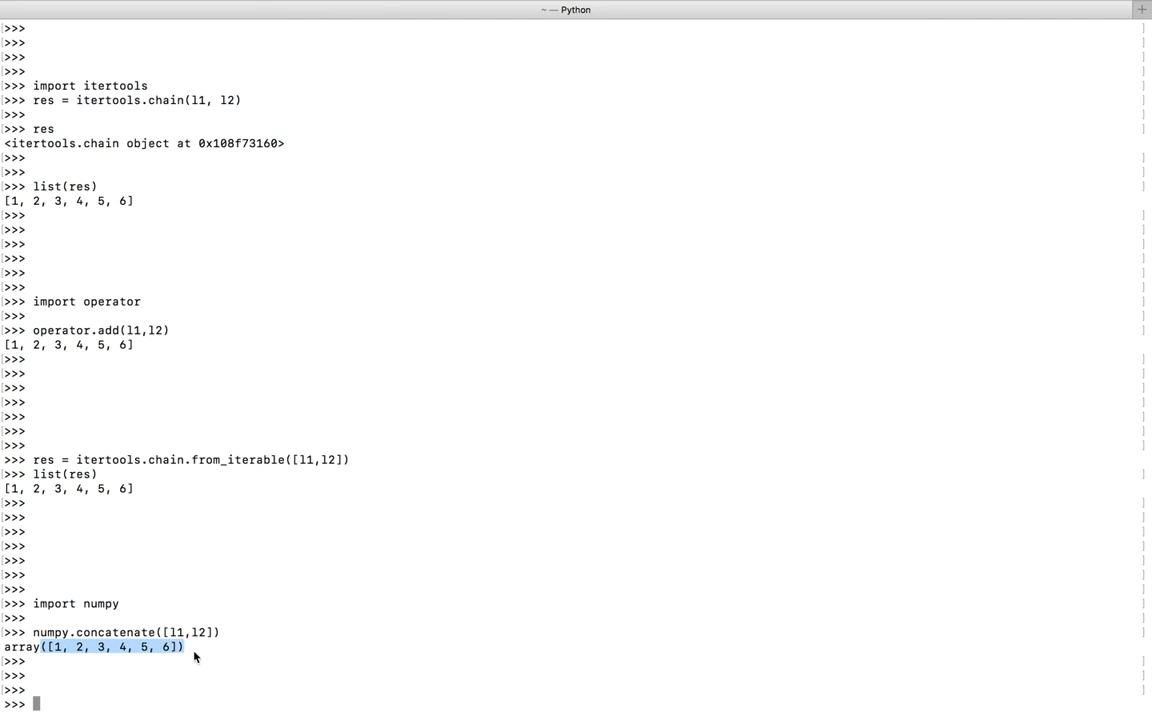 ~ — Python
>>>
>>>
>>>
>>>
>>> import itertools
>>> res = itertools.chain(l1, l2)
>>>
>>> res
<itertools.chain object at 0x108f73160>
>>>
>>>
>>> list(res)
[1, 2, 3, 4, 5, 6]
>>>
>>>
>>>
>>>
>>>
>>>
>>> import operator
>>>
>>> operator.add(l1,l2)
[1, 2, 3, 4, 5, 6]
>>>
>>>
>>>
>>>
>>>
>>>
>>>
>>> res = itertools.chain.from_iterable([l1,l2])
>>> list(res)
[1, 2, 3, 4, 5, 6]
>>>
>>>
>>>
>>>
>>>
>>>
>>>
>>> import numpy
>>>
>>> numpy.concatenate([l1,l2])
array([1, 2, 3, 4, 5, 6])
>>>
>>>
>>>
>>>